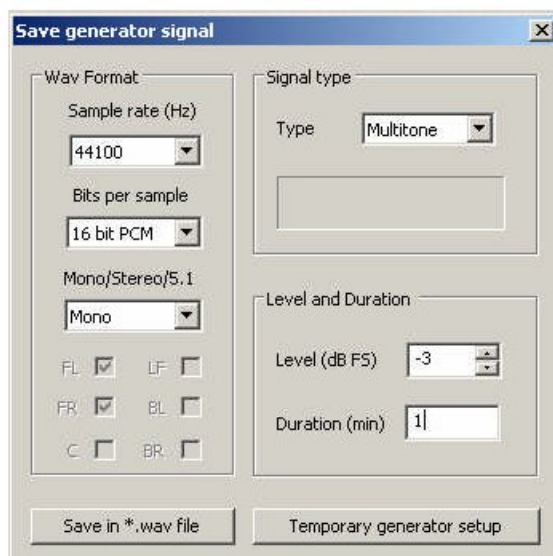 Save generator signal
Wav Format
Sample rate (Hz)
44100
Bits per sample
16 bit PCM
Mono/Stereo/5.1
Mono
FL LF
FR BL
C BR
Save in *.wav file
Signal type
Type Multitone
Level and Duration
Level (dB FS) -3
Duration (min) 1
Temporary generator setup